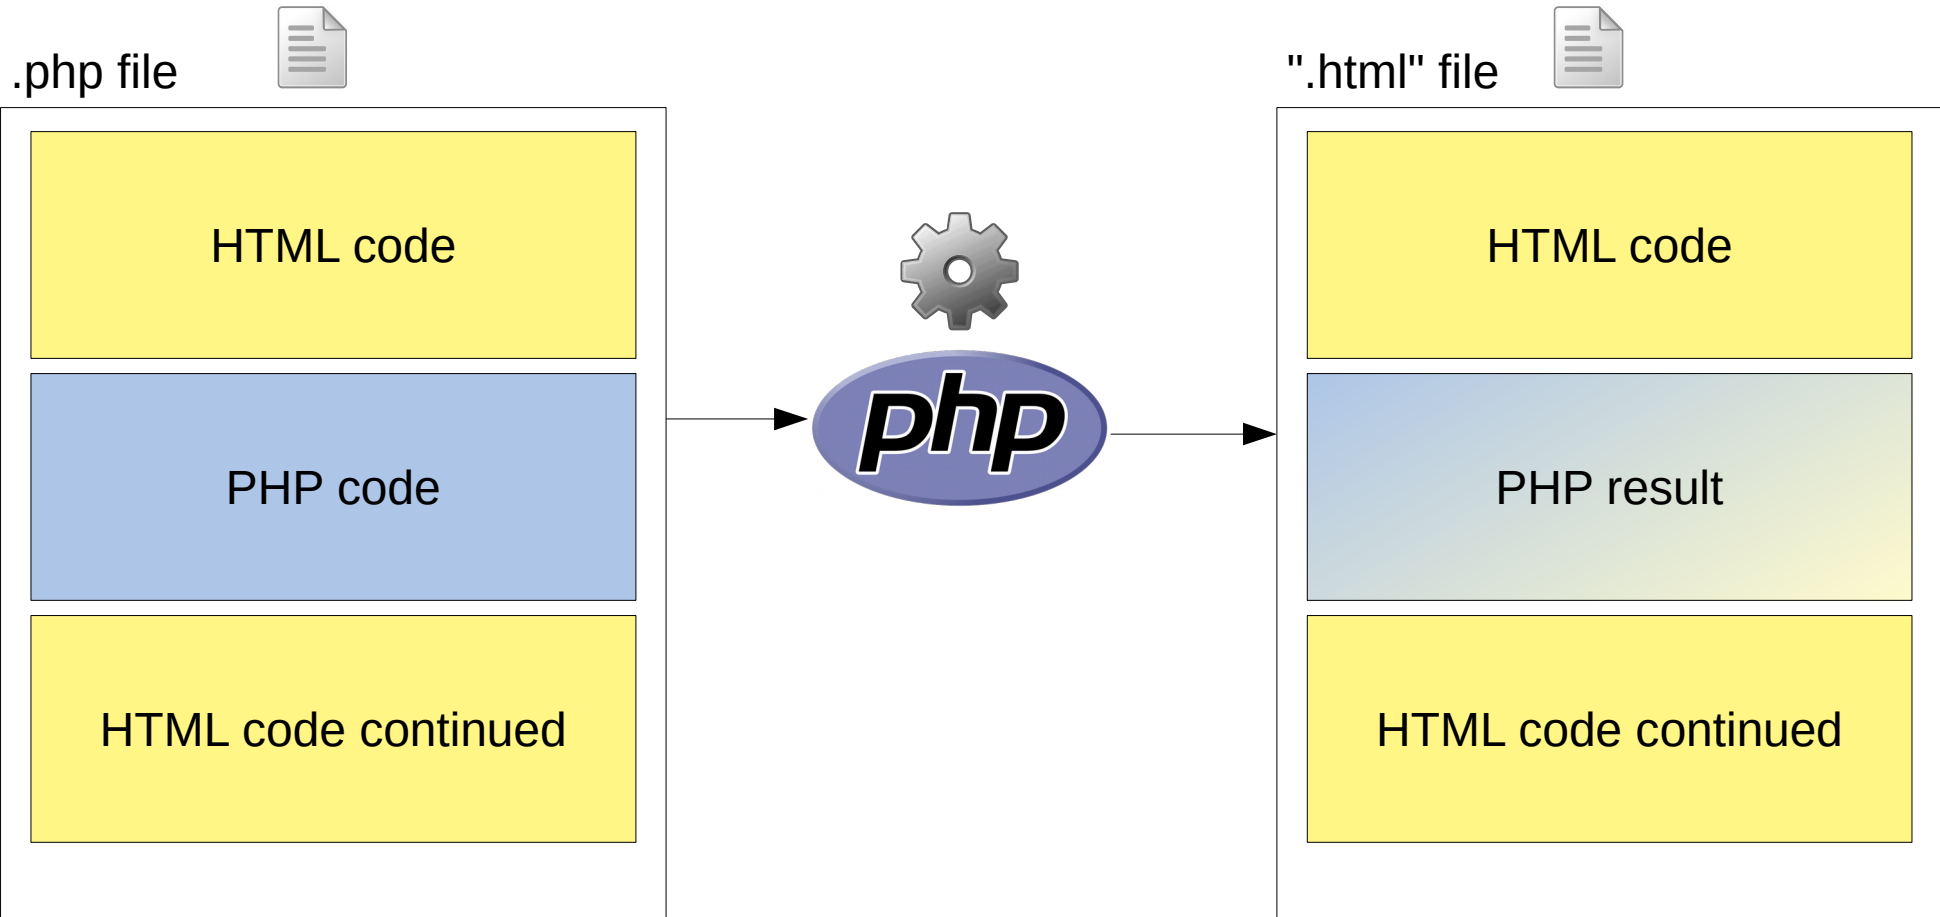 .php file
HTML code
PHP code
HTML code continued
php
".html" file
HTML code
PHP result
HTML code continued